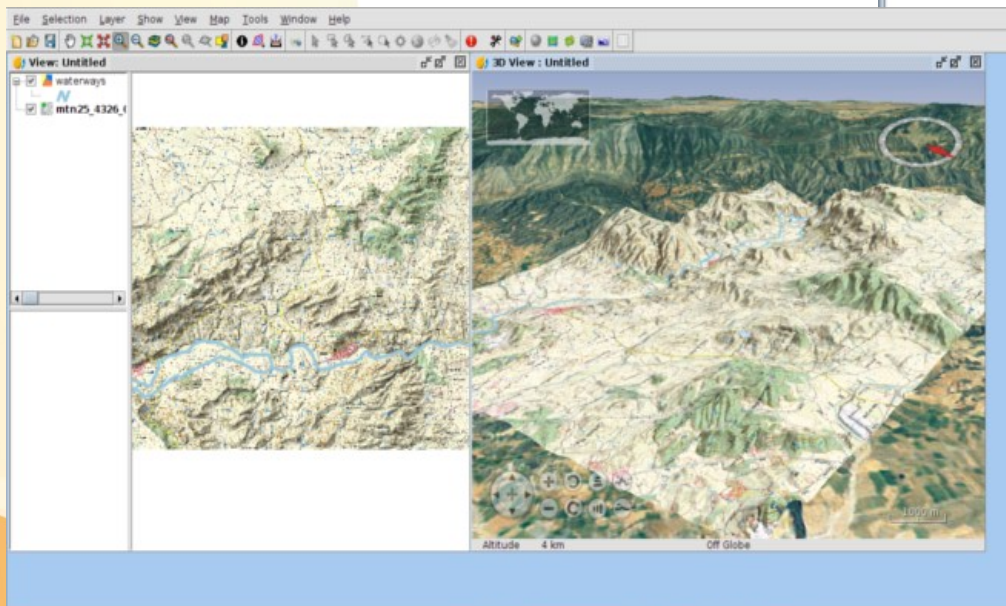 File Selection Layer Show View Map Tools Window Help
View: Untitled
waterways
mtn25_4326_
3D View : Untitled
1000 m
Altitude 4 km Off Globe